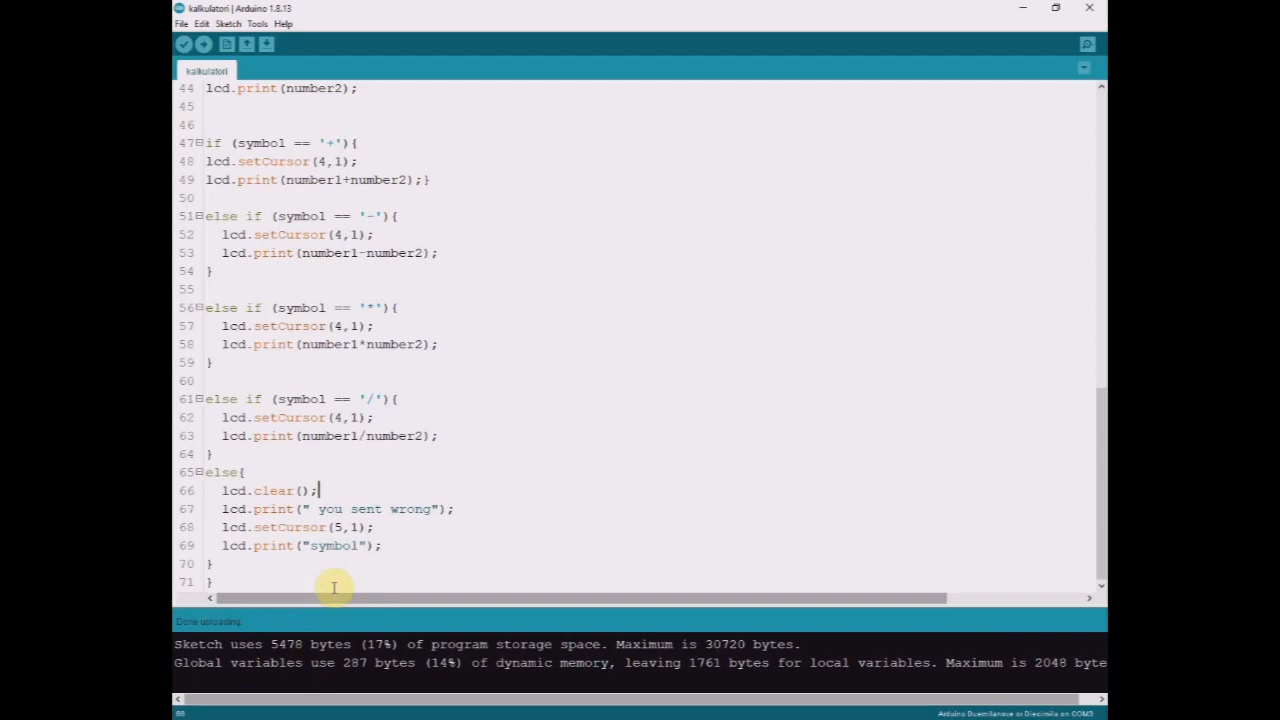 kalkulatori | Arduino 1.8.13
File Edit Sketch Tools Help
kalkulatori
44 lcd.print(number2);
45
46
47 if (symbol == '+'){
48 lcd.setCursor(4,1);
49 lcd.print(number1+number2);}
50
51 else if (symbol == '-'){
52 lcd.setCursor(4,1);
53 lcd.print(number1-number2);
54 }
55
56 else if (symbol == '*'){
57 lcd.setCursor(4,1);
58 lcd.print(number1*number2);
59 }
60
61 else if (symbol == '/'){
62 lcd.setCursor(4,1);
63 lcd.print(number1/number2);
64 }
65 else{
66 lcd.clear();
67 lcd.print(" you sent wrong");
68 lcd.setCursor(5,1);
69 lcd.print("symbol");
70 }
71 }
Done uploading.
Sketch uses 5478 bytes (17%) of program storage space. Maximum is 30720 bytes.
Global variables use 287 bytes (14%) of dynamic memory, leaving 1761 bytes for local variables. Maximum is 2048 byte
Arduino Duemilanove or Diecimila on COM3